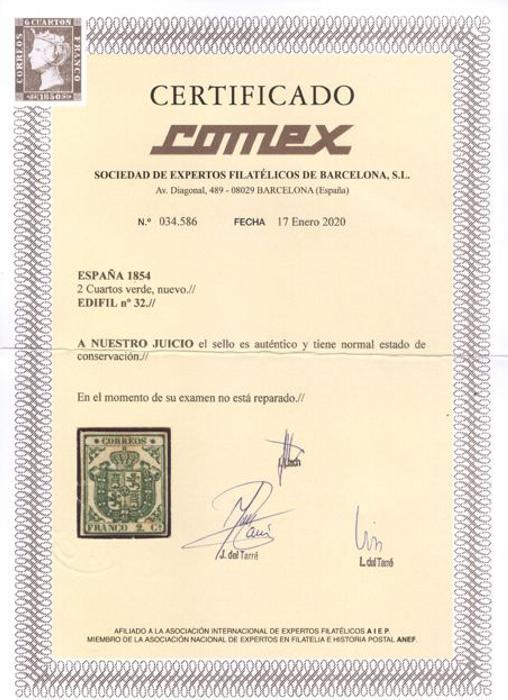 6 CUARTOS
CORREOS
FRANCO
1850
CERTIFICADO
comex
SOCIEDAD DE EXPERTOS FILATÉLICOS DE BARCELONA, S.L.
Av. Diagonal, 489 - 08029 BARCELONA (España)
N.º 034.586 FECHA 17 Enero 2020
ESPAÑA 1854
2 Cuartos verde, nuevo.//
EDIFIL nº 32.//
A NUESTRO JUICIO el sello es auténtico y tiene normal estado de
conservación.//
En el momento de su examen no está reparado.//
CORREOS
FRANCO 2 Cs.
J. del Tarré
L. del Tarré
AFILIADO A LA ASOCIACIÓN INTERNACIONAL DE EXPERTOS FILATÉLICOS A I E P.
MIEMBRO DE LA ASOCIACIÓN NACIONAL DE EXPERTOS EN FILATELIA E HISTORIA POSTAL ANEF.